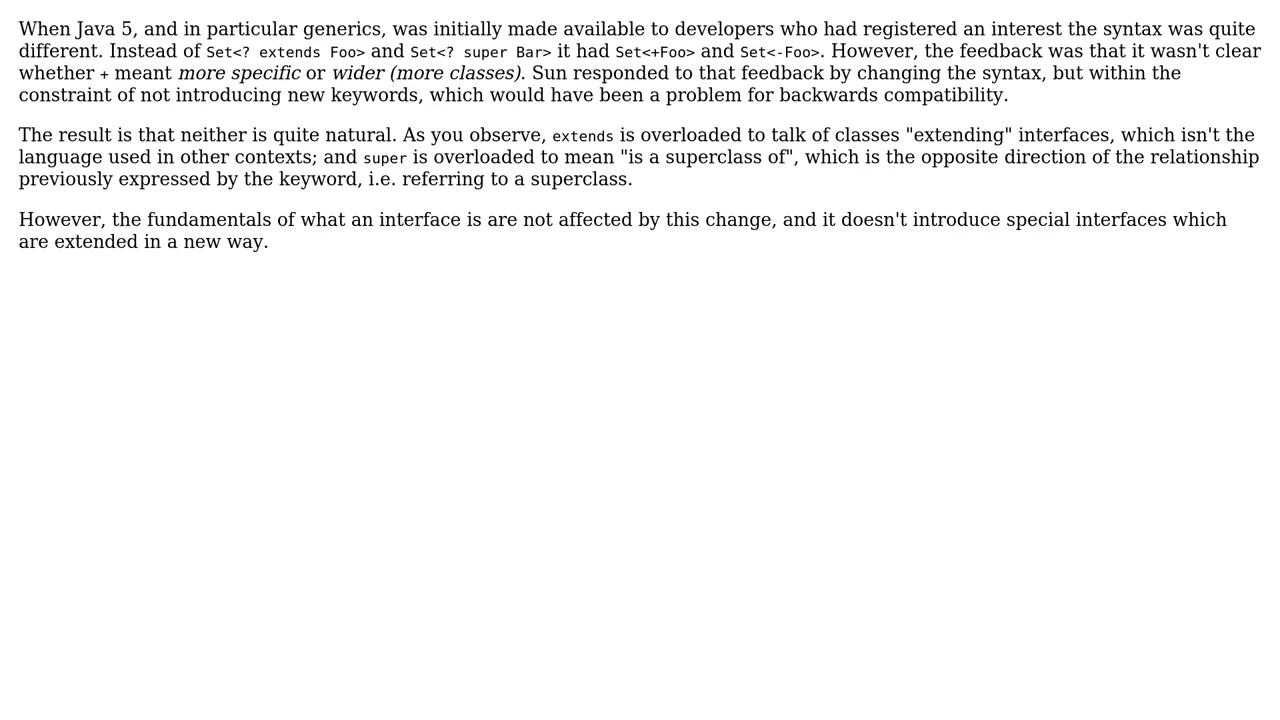 When Java 5, and in particular generics, was initially made available to developers who had registered an interest the syntax was quite
different. Instead of Set<? extends Foo> and Set<? super Bar> it had Set<+Foo> and Set<-Foo>. However, the feedback was that it wasn't clear
whether + meant more specific or wider (more classes). Sun responded to that feedback by changing the syntax, but within the
constraint of not introducing new keywords, which would have been a problem for backwards compatibility.
The result is that neither is quite natural. As you observe, extends is overloaded to talk of classes "extending" interfaces, which isn't the
language used in other contexts; and super is overloaded to mean "is a superclass of", which is the opposite direction of the relationship
previously expressed by the keyword, i.e. referring to a superclass.
However, the fundamentals of what an interface is are not affected by this change, and it doesn't introduce special interfaces which
are extended in a new way.